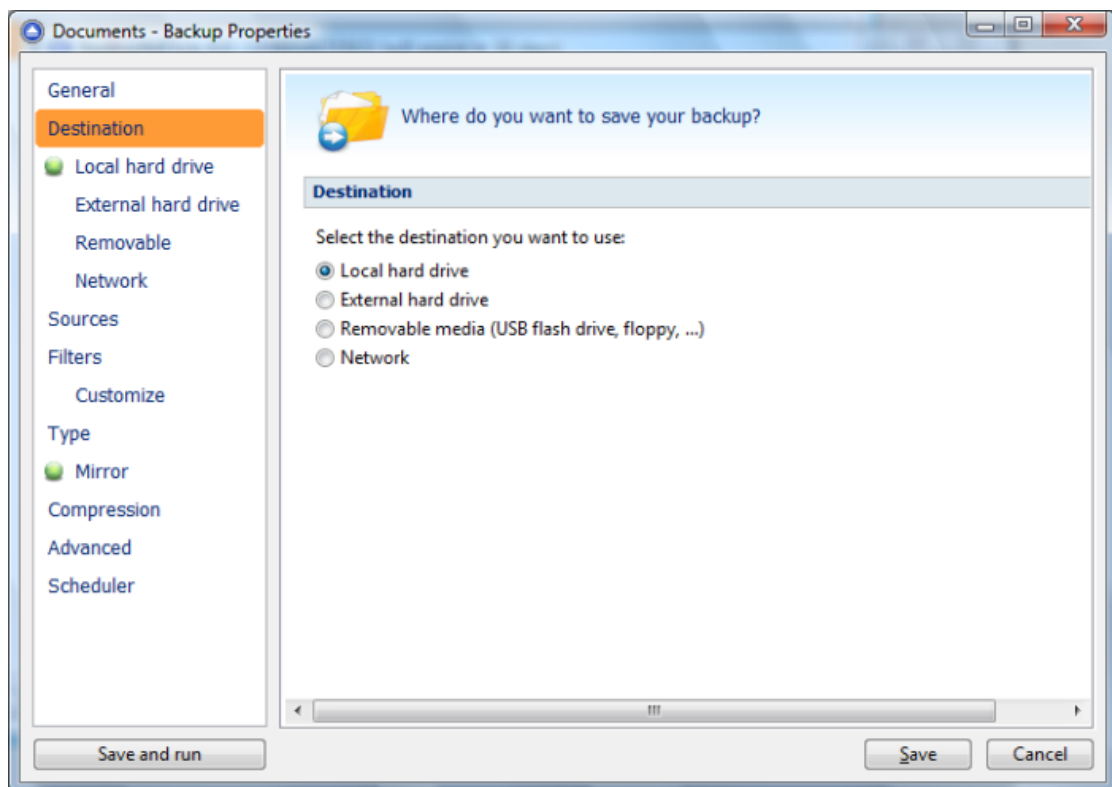 Documents - Backup Properties
General
Destination
Local hard drive
External hard drive
Removable
Network
Sources
Filters
Customize
Type
Mirror
Compression
Advanced
Scheduler
Where do you want to save your backup?
Destination
Select the destination you want to use:
Local hard drive
External hard drive
Removable media (USB flash drive, floppy, ...)
Network
Save and run
Save
Cancel